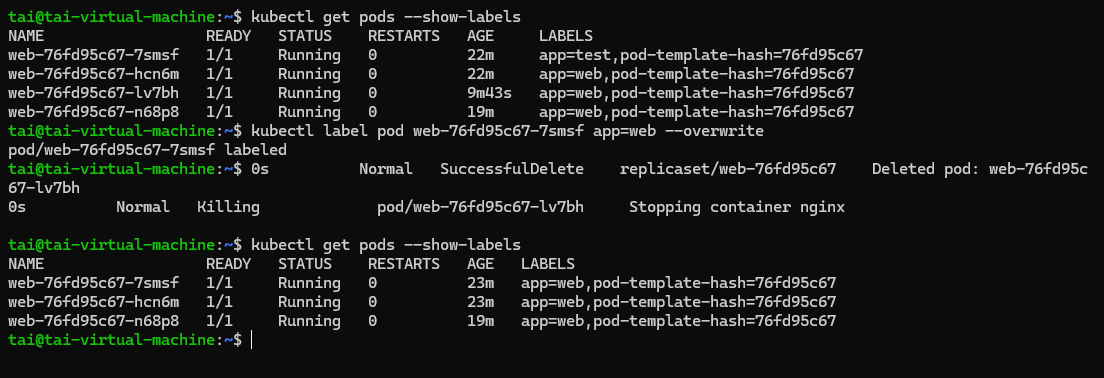 tai@tai-virtual-machine:~$ kubectl get pods --show-labels
NAME                  READY   STATUS    RESTARTS   AGE     LABELS
web-76fd95c67-7smsf   1/1     Running   0          22m     app=test,pod-template-hash=76fd95c67
web-76fd95c67-hcn6m   1/1     Running   0          22m     app=web,pod-template-hash=76fd95c67
web-76fd95c67-lv7bh   1/1     Running   0          9m43s   app=web,pod-template-hash=76fd95c67
web-76fd95c67-n68p8   1/1     Running   0          19m     app=web,pod-template-hash=76fd95c67
tai@tai-virtual-machine:~$ kubectl label pod web-76fd95c67-7smsf app=web --overwrite
pod/web-76fd95c67-7smsf labeled
tai@tai-virtual-machine:~$ 0s          Normal   SuccessfulDelete    replicaset/web-76fd95c67    Deleted pod: web-76fd95c
67-lv7bh
0s          Normal   Killing             pod/web-76fd95c67-lv7bh     Stopping container nginx
tai@tai-virtual-machine:~$ kubectl get pods --show-labels
NAME                  READY   STATUS    RESTARTS   AGE   LABELS
web-76fd95c67-7smsf   1/1     Running   0          23m   app=web,pod-template-hash=76fd95c67
web-76fd95c67-hcn6m   1/1     Running   0          23m   app=web,pod-template-hash=76fd95c67
web-76fd95c67-n68p8   1/1     Running   0          19m   app=web,pod-template-hash=76fd95c67
tai@tai-virtual-machine:~$